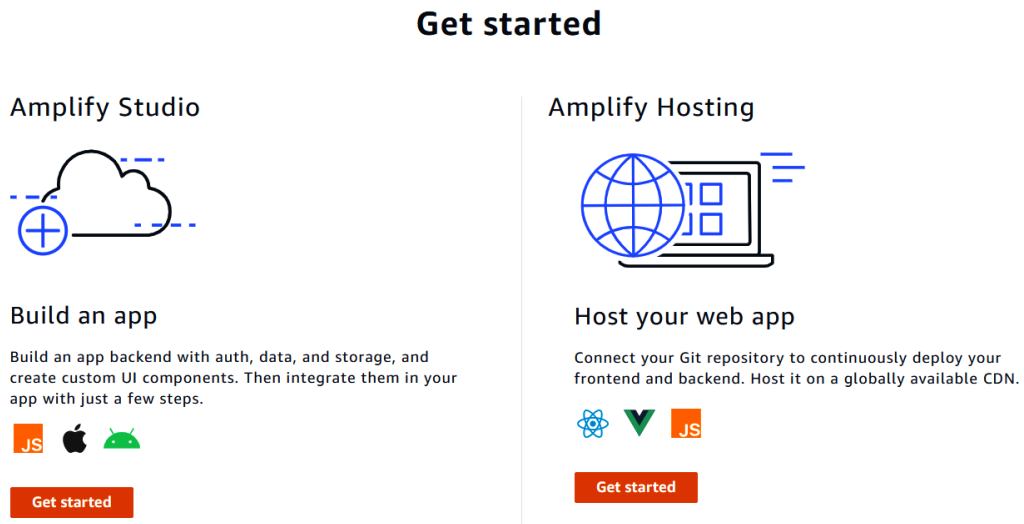 Get started
Amplify Studio
Build an app
Build an app backend with auth, data, and storage, and
create custom UI components. Then integrate them in your
app with just a few steps.
JS
Get started
Amplify Hosting
Host your web app
Connect your Git repository to continuously deploy your
frontend and backend. Host it on a globally available CDN.
JS
Get started